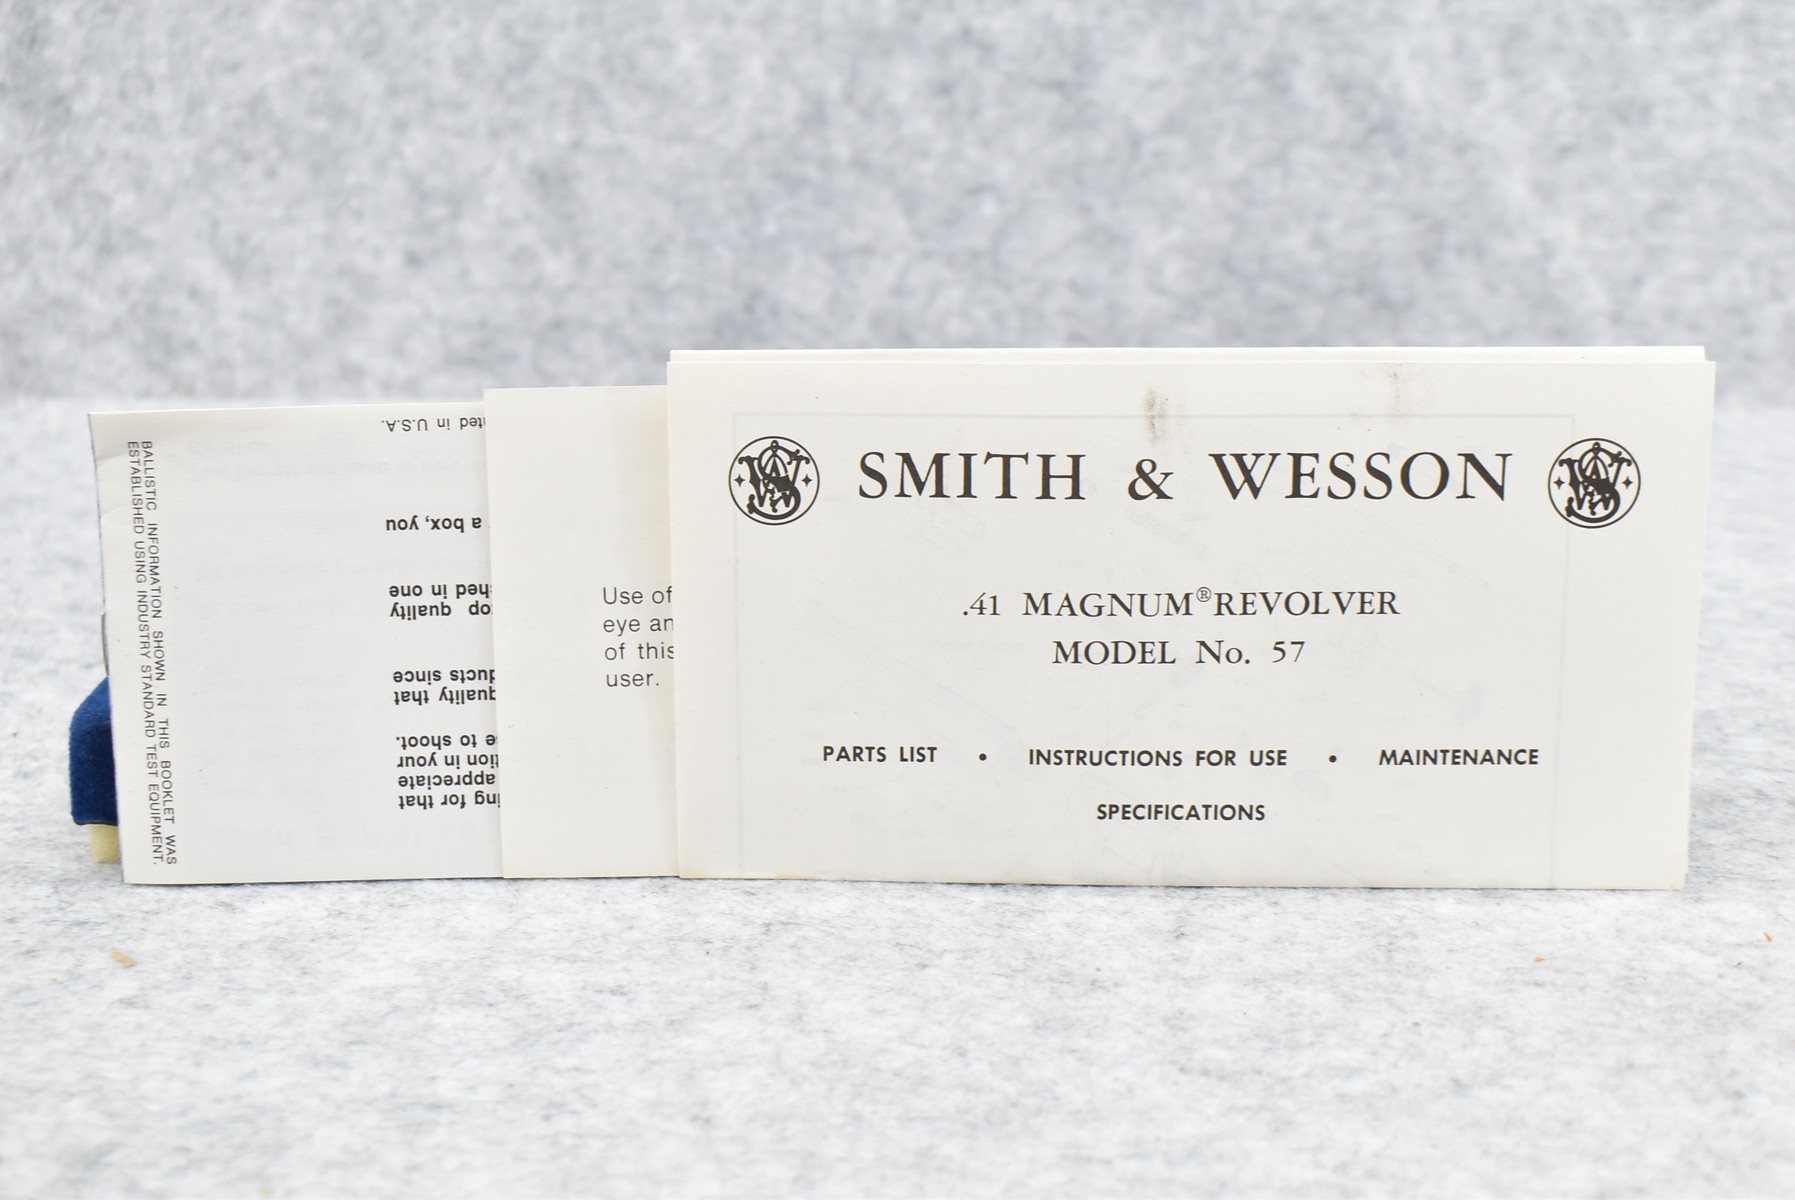 SMITH & WESSON
.41 MAGNUM® REVOLVER
MODEL No. 57
PARTS LIST • INSTRUCTIONS FOR USE • MAINTENANCE
SPECIFICATIONS
Use of
eye an
of this
user.
BALLISTIC INFORMATION SHOWN IN THIS BOOKLET WAS
ESTABLISHED USING INDUSTRY STANDARD TEST EQUIPMENT.
ing for that
appreciate
tion in your
e to shoot.
quality that
ducts since
op quality
hed in one
a box, you
ted in U.S.A.